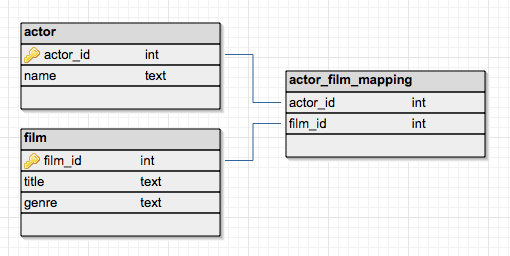 actor
actor_id int
name text
film
film_id int
title text
genre text
actor_film_mapping
actor_id int
film_id int